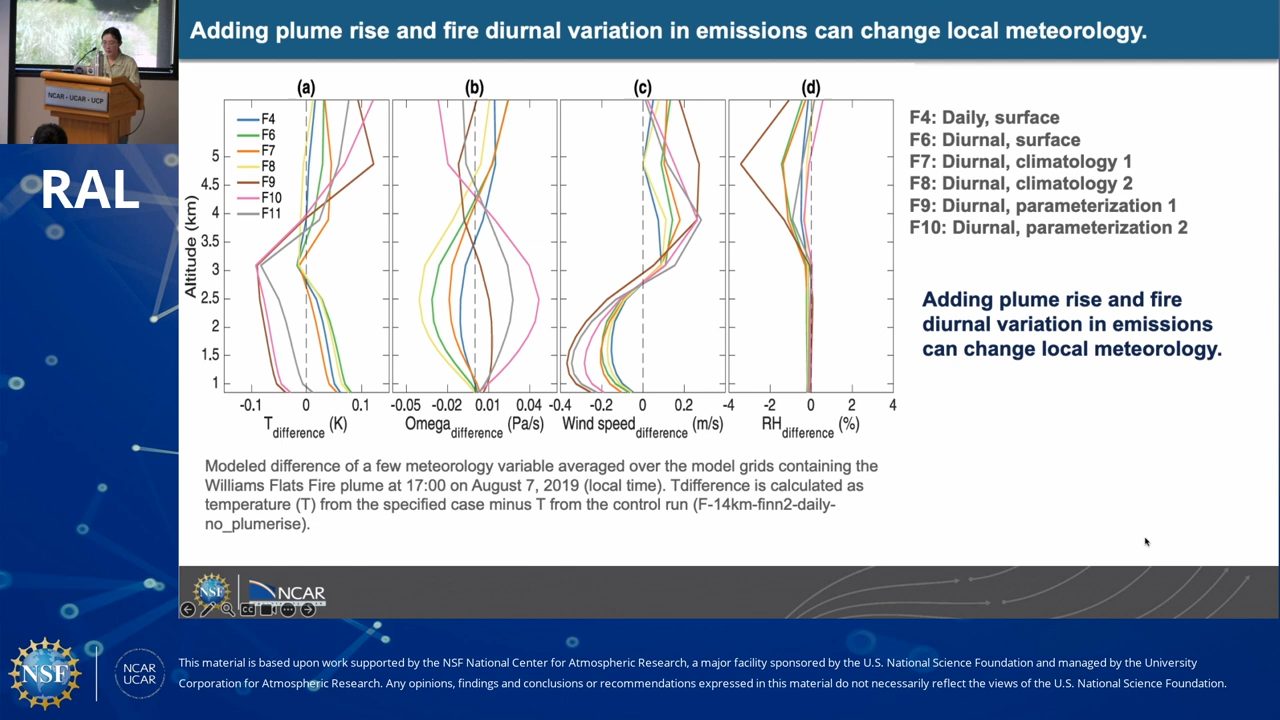 Adding plume rise and fire diurnal variation in emissions can change local meteorology.
NCAR • UCAR • UCP
RAL
(a)
(b)
(c)
(d)
F4
F6
F7
F8
F9
F10
F11
Altitude (km)
5
4.5
4
3.5
3
2.5
2
1.5
1
-0.1 0 0.1
T difference (K)
-0.05 -0.02 0.01 0.04
Omega difference (Pa/s)
-0.4 -0.2 0 0.2
Wind speed difference (m/s)
-4 -2 0 2 4
RH difference (%)
F4: Daily, surface
F6: Diurnal, surface
F7: Diurnal, climatology 1
F8: Diurnal, climatology 2
F9: Diurnal, parameterization 1
F10: Diurnal, parameterization 2
Adding plume rise and fire
diurnal variation in emissions
can change local meteorology.
Modeled difference of a few meteorology variable averaged over the model grids containing the
Williams Flats Fire plume at 17:00 on August 7, 2019 (local time). Tdifference is calculated as
temperature (T) from the specified case minus T from the control run (F-14km-finn2-daily-
no_plumerise).
NSF
NCAR
CC
NSF
NCAR
UCAR
This material is based upon work supported by the NSF National Center for Atmospheric Research, a major facility sponsored by the U.S. National Science Foundation and managed by the University
Corporation for Atmospheric Research. Any opinions, findings and conclusions or recommendations expressed in this material do not necessarily reflect the views of the U.S. National Science Foundation.